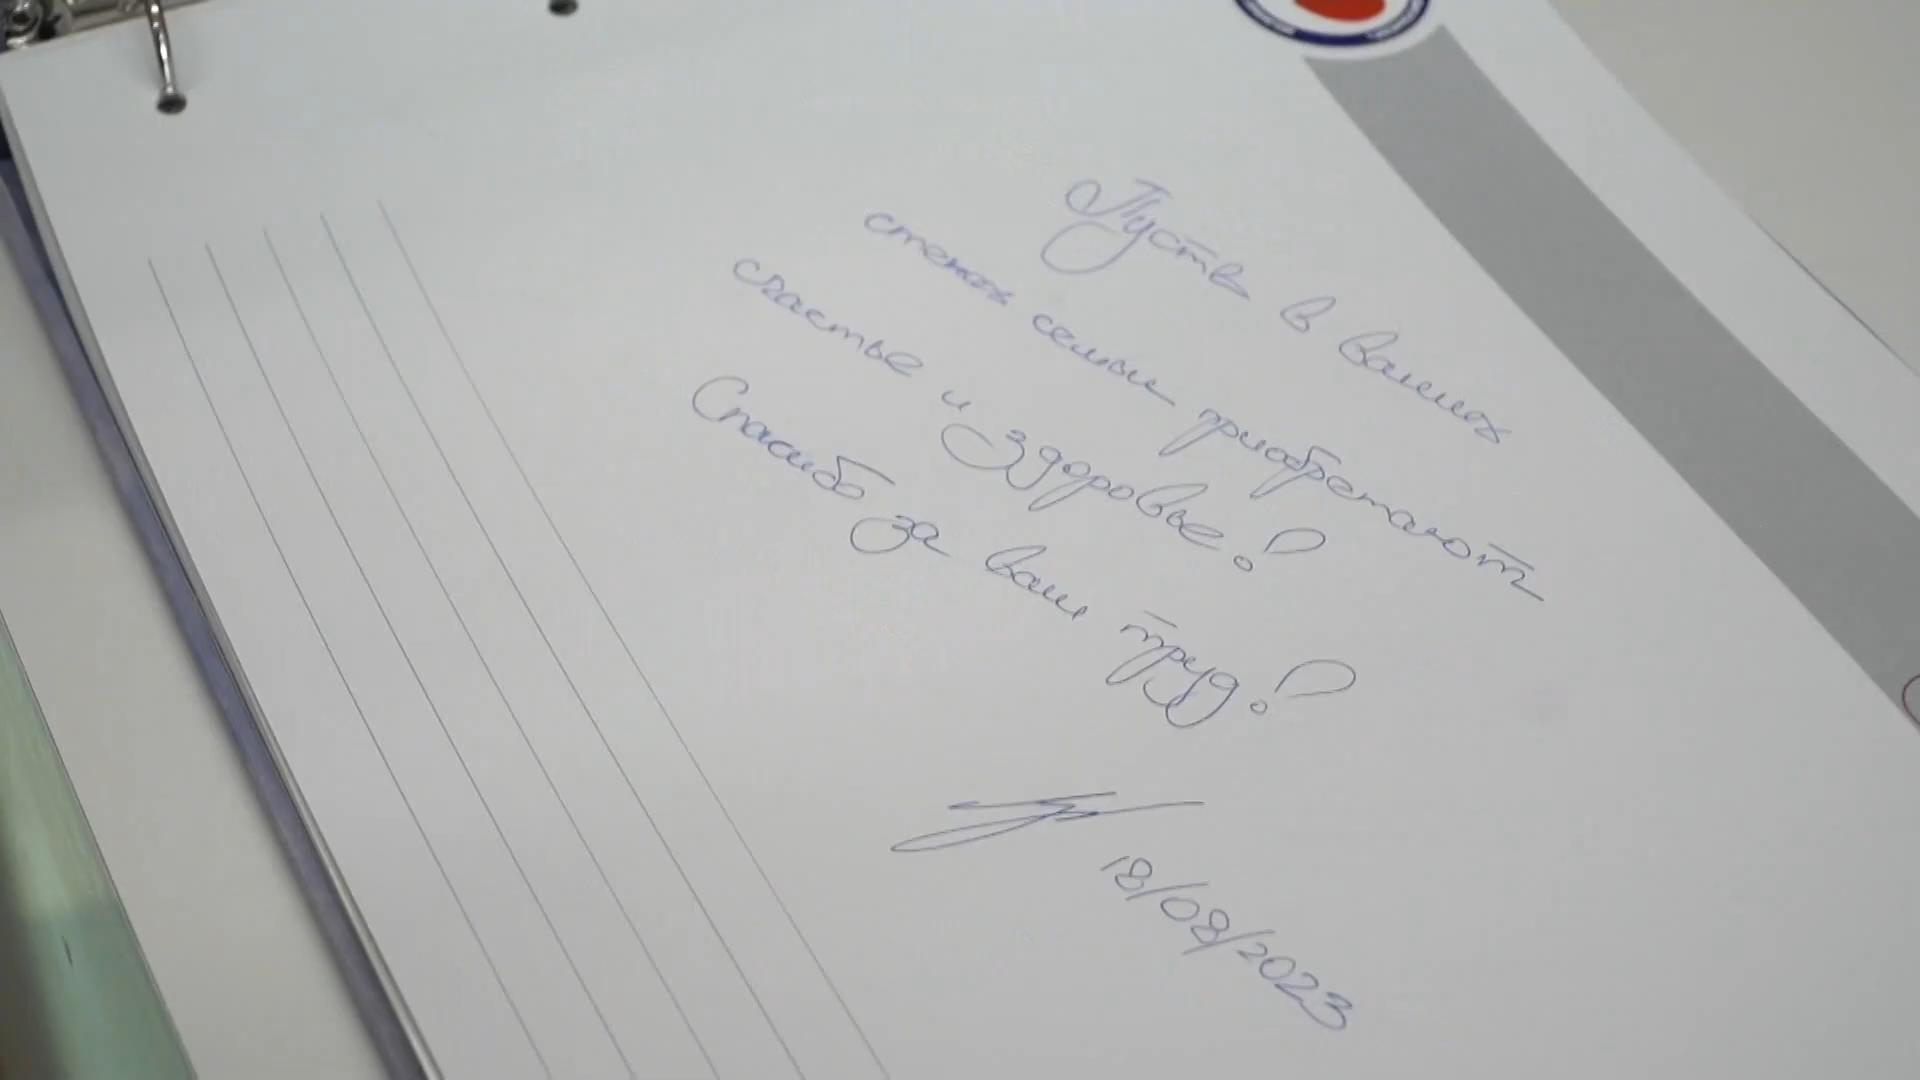 Пусть в ваших
стенах семьи приобретают
счастье и здоровье!
Спасибо за ваш труд!
18/08/2023